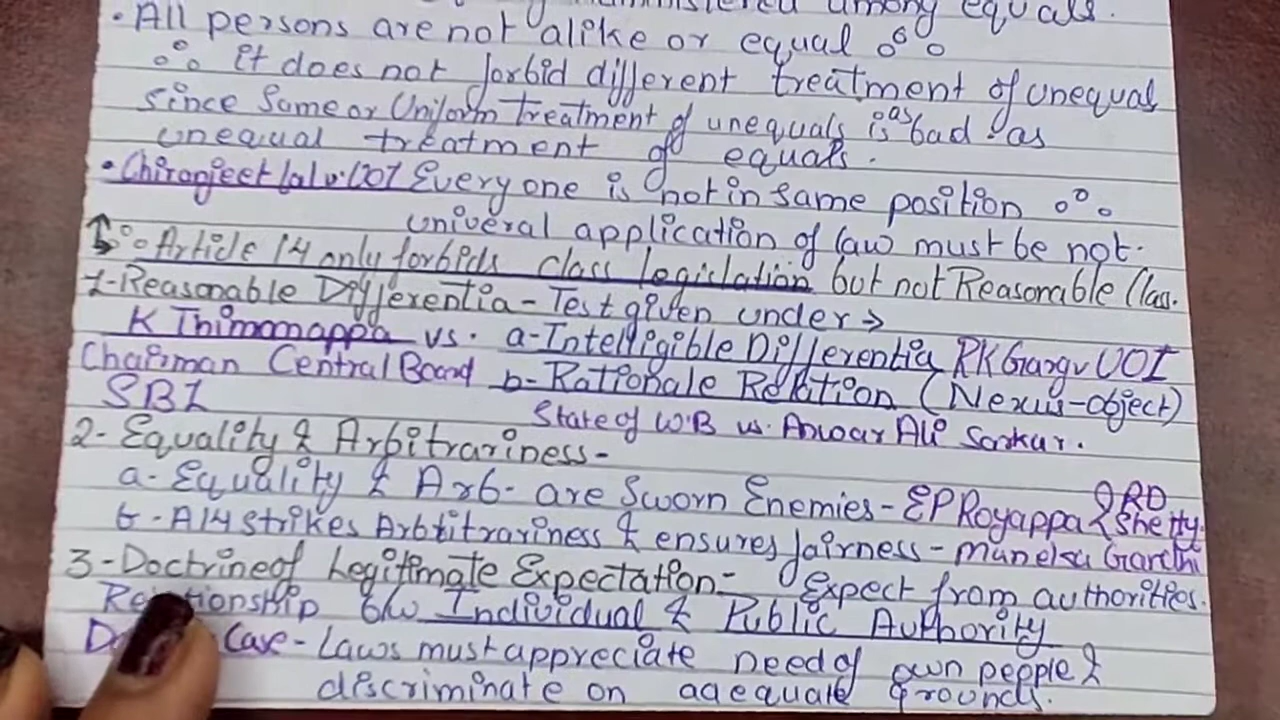 administered among equals.
• All persons are not alike or equal ∴
∴ it does not forbid different treatment of unequal
Since Same or Uniform treatment of unequals is as bad as
unequal treatment of equals.
• Chiranjeet lal v. UOI Everyone is not in same position ∴
univeral application of law must be not.
∴ Article 14 only forbids class legislation but not Reasonable Class.
1- Reasonable Differentia - Test given under →
K Thimmappa vs. a- Intelligible Differentia RK Garg v UOI
Chairman Central Board b- Rationale Relation (Nexus-object)
SBI State of W.B vs. Anwar Ali Sarkar.
2- Equality & Arbitrariness-
a- Equality & Arb- are Sworn Enemies - EP Royappa & RD Shetty.
b- A14 strikes Arbitrariness & ensures fairness - Maneka Gandhi
3- Doctrine of Legitimate Expectation- Expect from authorities.
Relationship b/w Individual & Public Authority
Case - Laws must appreciate need of own people &
discriminate on adequate grounds.